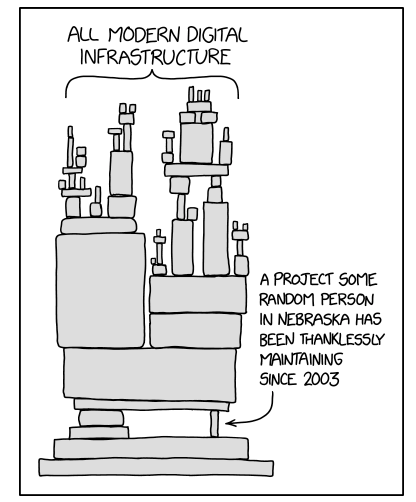 ALL MODERN DIGITAL
INFRASTRUCTURE
A PROJECT SOME
RANDOM PERSON
IN NEBRASKA HAS
BEEN THANKLESSLY
MAINTAINING
SINCE 2003